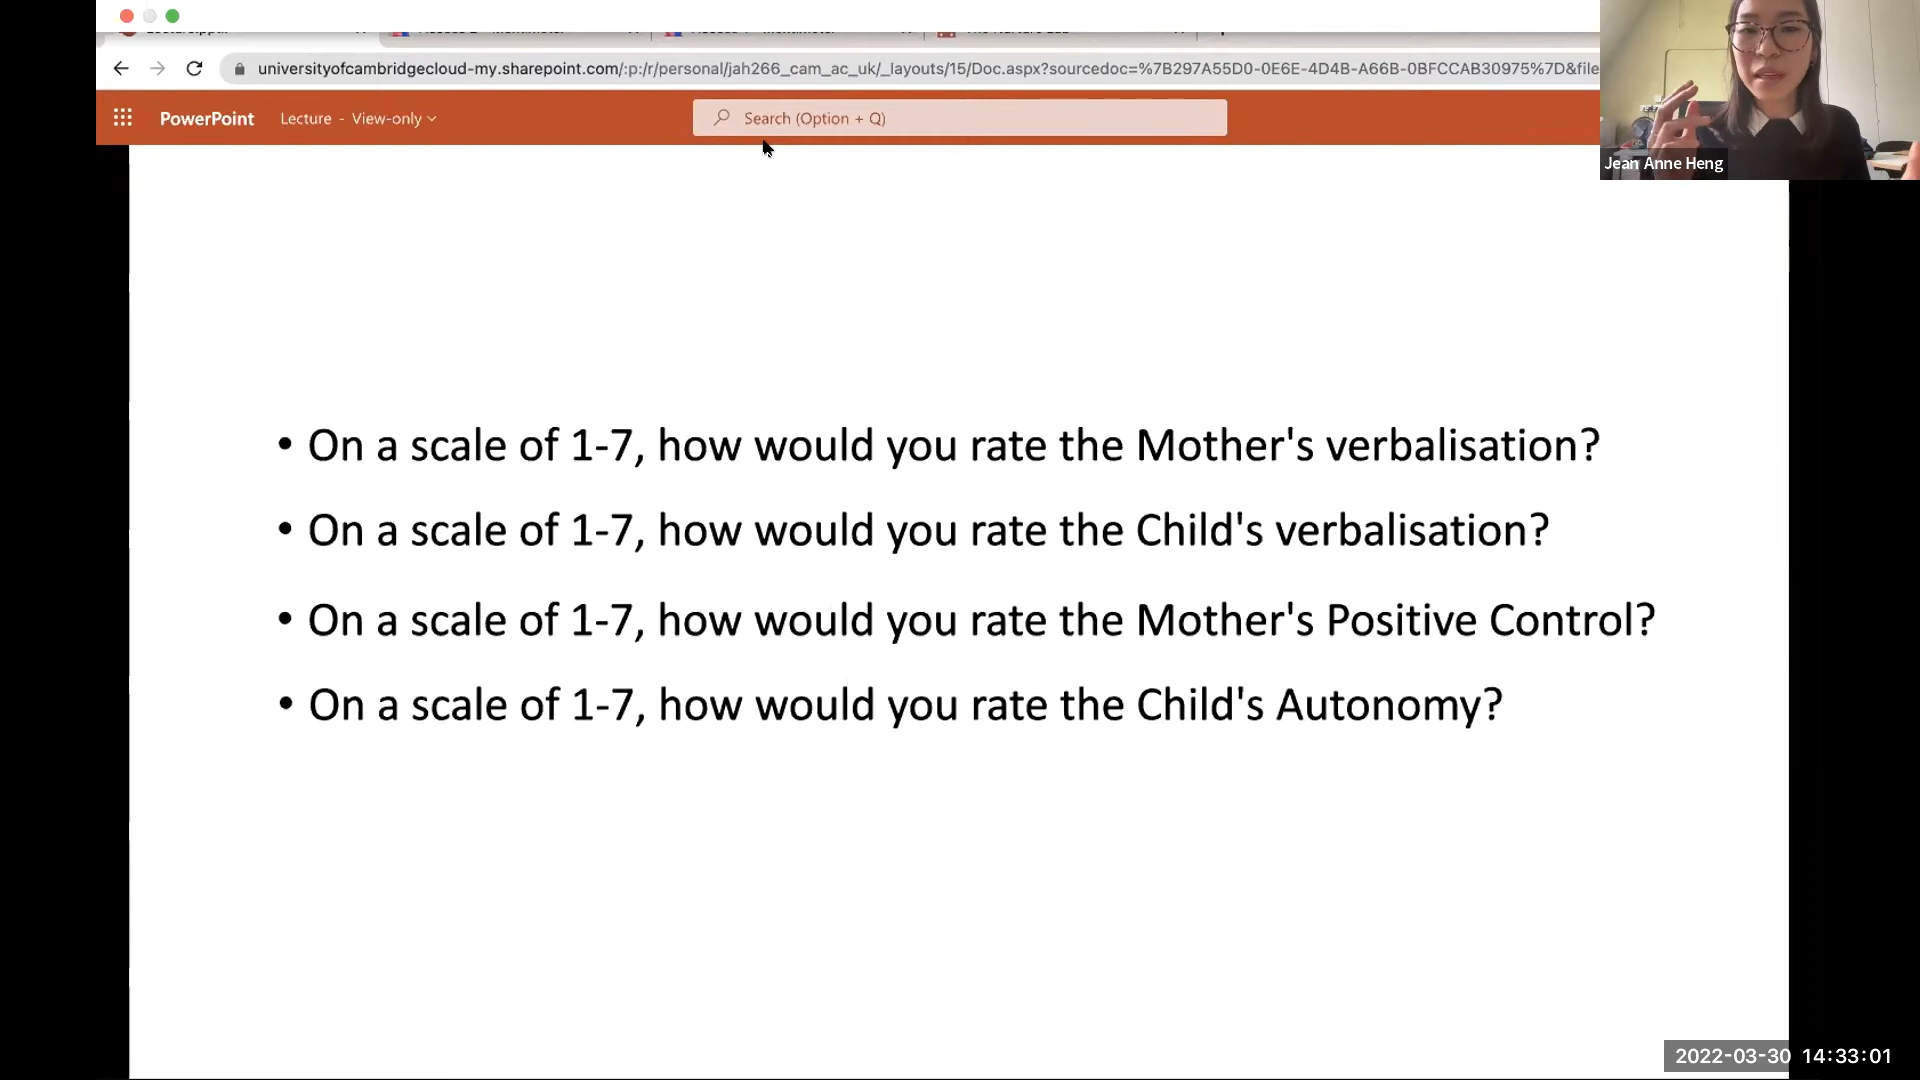 universityofcambridgecloud-my.sharepoint.com/:p:/r/personal/jah266_cam_ac_uk/_layouts/15/Doc.aspx?sourcedoc=%7B297A55D0-0E6E-4D4B-A66B-0BFCCAB30975%7D&file
PowerPoint Lecture - View-only Search (Option + Q)
Jean Anne Heng
• On a scale of 1-7, how would you rate the Mother's verbalisation?
• On a scale of 1-7, how would you rate the Child's verbalisation?
• On a scale of 1-7, how would you rate the Mother's Positive Control?
• On a scale of 1-7, how would you rate the Child's Autonomy?
2022-03-30 14:33:01